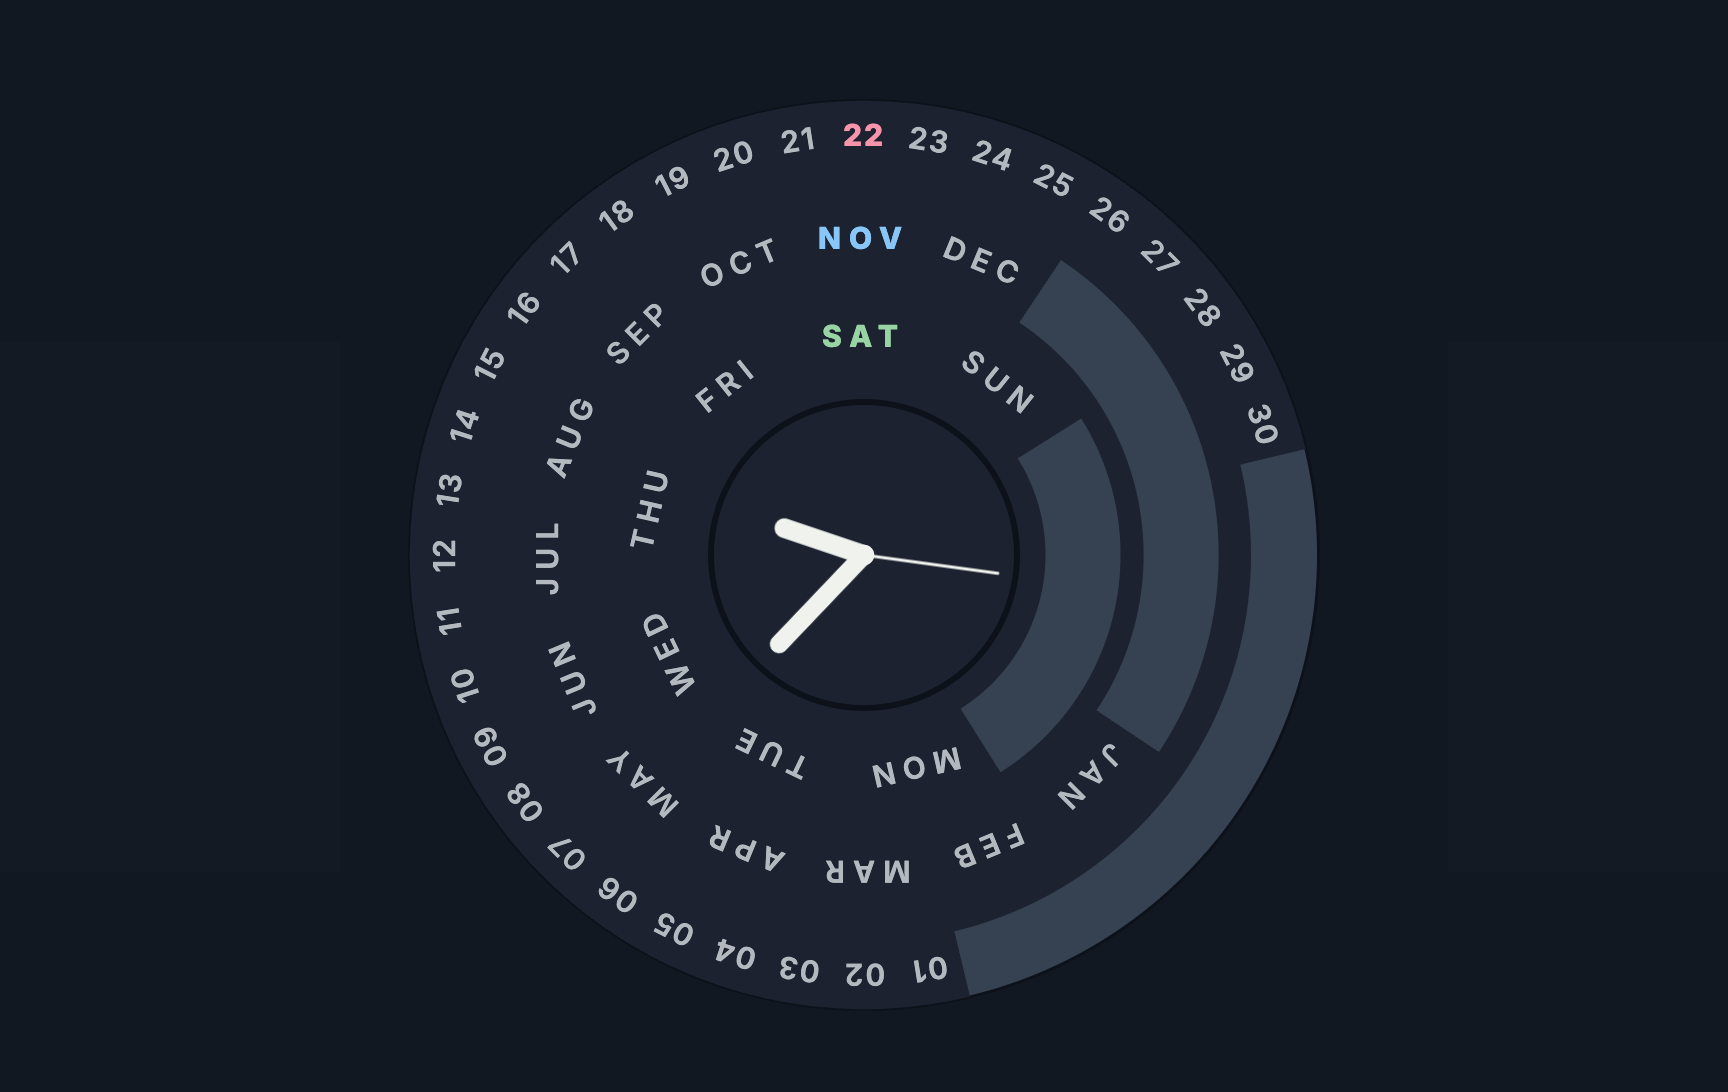 01 02 03 04 05 06 07 08 09 10 11 12 13 14 15 16 17 18 19 20 21 22 23 24 25 26 27 28 29 30
JAN FEB MAR APR MAY JUN JUL AUG SEP OCT NOV DEC
MON TUE WED THU FRI SAT SUN